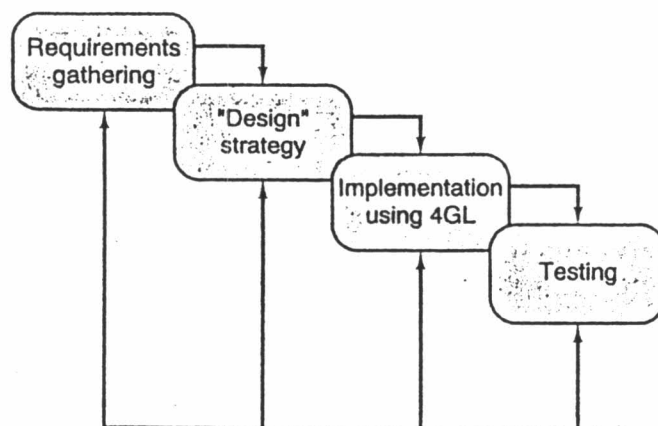 Requirements
gathering
"Design"
strategy
Implementation
using 4GL
Testing